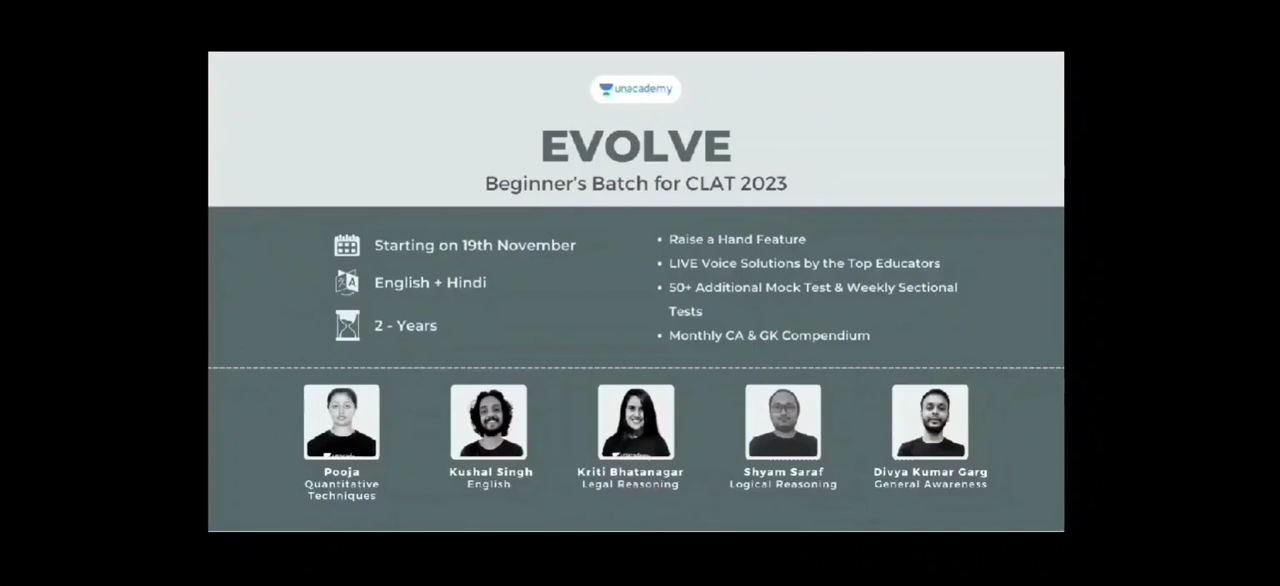 unacademy
EVOLVE
Beginner's Batch for CLAT 2023
Starting on 19th November
English + Hindi
2 - Years
• Raise a Hand Feature
• LIVE Voice Solutions by the Top Educators
• 50+ Additional Mock Test & Weekly Sectional
Tests
• Monthly CA & GK Compendium
Pooja
Quantitative
Techniques
Kushal Singh
English
Kriti Bhatanagar
Legal Reasoning
Shyam Saraf
Logical Reasoning
Divya Kumar Garg
General Awareness